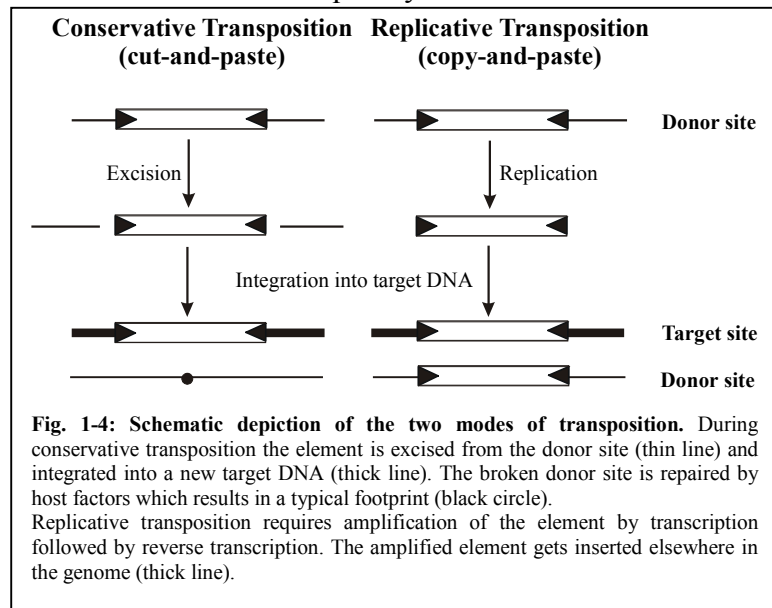 Conservative Transposition
(cut-and-paste)
Replicative Transposition
(copy-and-paste)
Donor site
Excision
Replication
Integration into target DNA
Target site
Donor site
Fig. 1-4: Schematic depiction of the two modes of transposition. During
conservative transposition the element is excised from the donor site (thin line) and
integrated into a new target DNA (thick line). The broken donor site is repaired by
host factors which results in a typical footprint (black circle).
Replicative transposition requires amplification of the element by transcription
followed by reverse transcription. The amplified element gets inserted elsewhere in
the genome (thick line).